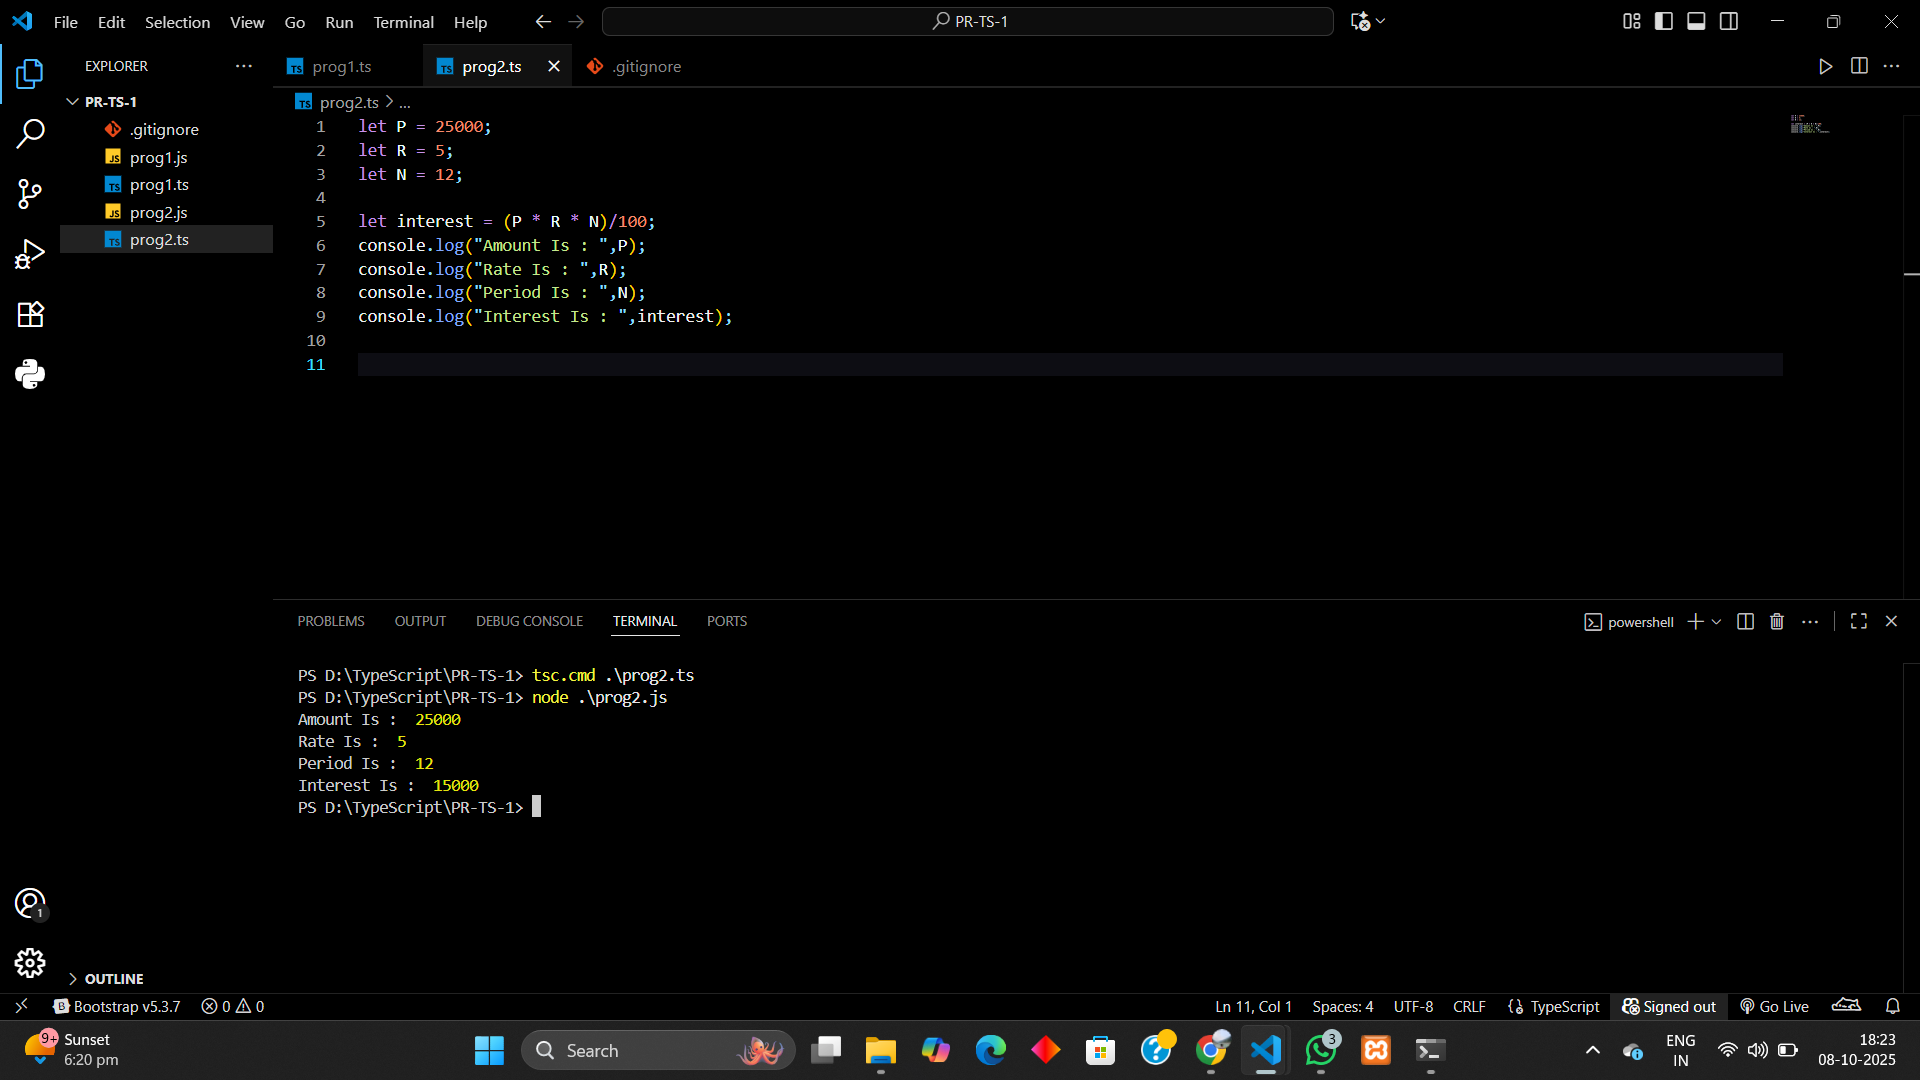 File Edit Selection View Go Run Terminal Help
PR-TS-1
EXPLORER
PR-TS-1
.gitignore
prog1.js
prog1.ts
prog2.js
prog2.ts
OUTLINE
prog1.ts prog2.ts .gitignore
prog2.ts > ...
1 let P = 25000;
2 let R = 5;
3 let N = 12;
4
5 let interest = (P * R * N)/100;
6 console.log("Amount Is : ",P);
7 console.log("Rate Is : ",R);
8 console.log("Period Is : ",N);
9 console.log("Interest Is : ",interest);
10
11
PROBLEMS OUTPUT DEBUG CONSOLE TERMINAL PORTS
powershell
PS D:\TypeScript\PR-TS-1> tsc.cmd .\prog2.ts
PS D:\TypeScript\PR-TS-1> node .\prog2.js
Amount Is :  25000
Rate Is :  5
Period Is :  12
Interest Is :  15000
PS D:\TypeScript\PR-TS-1>
1
Bootstrap v5.3.7 0 0
Ln 11, Col 1 Spaces: 4 UTF-8 CRLF {} TypeScript Signed out Go Live
9+
Sunset
6:20 pm
Search
3
ENG
IN
18:23
08-10-2025